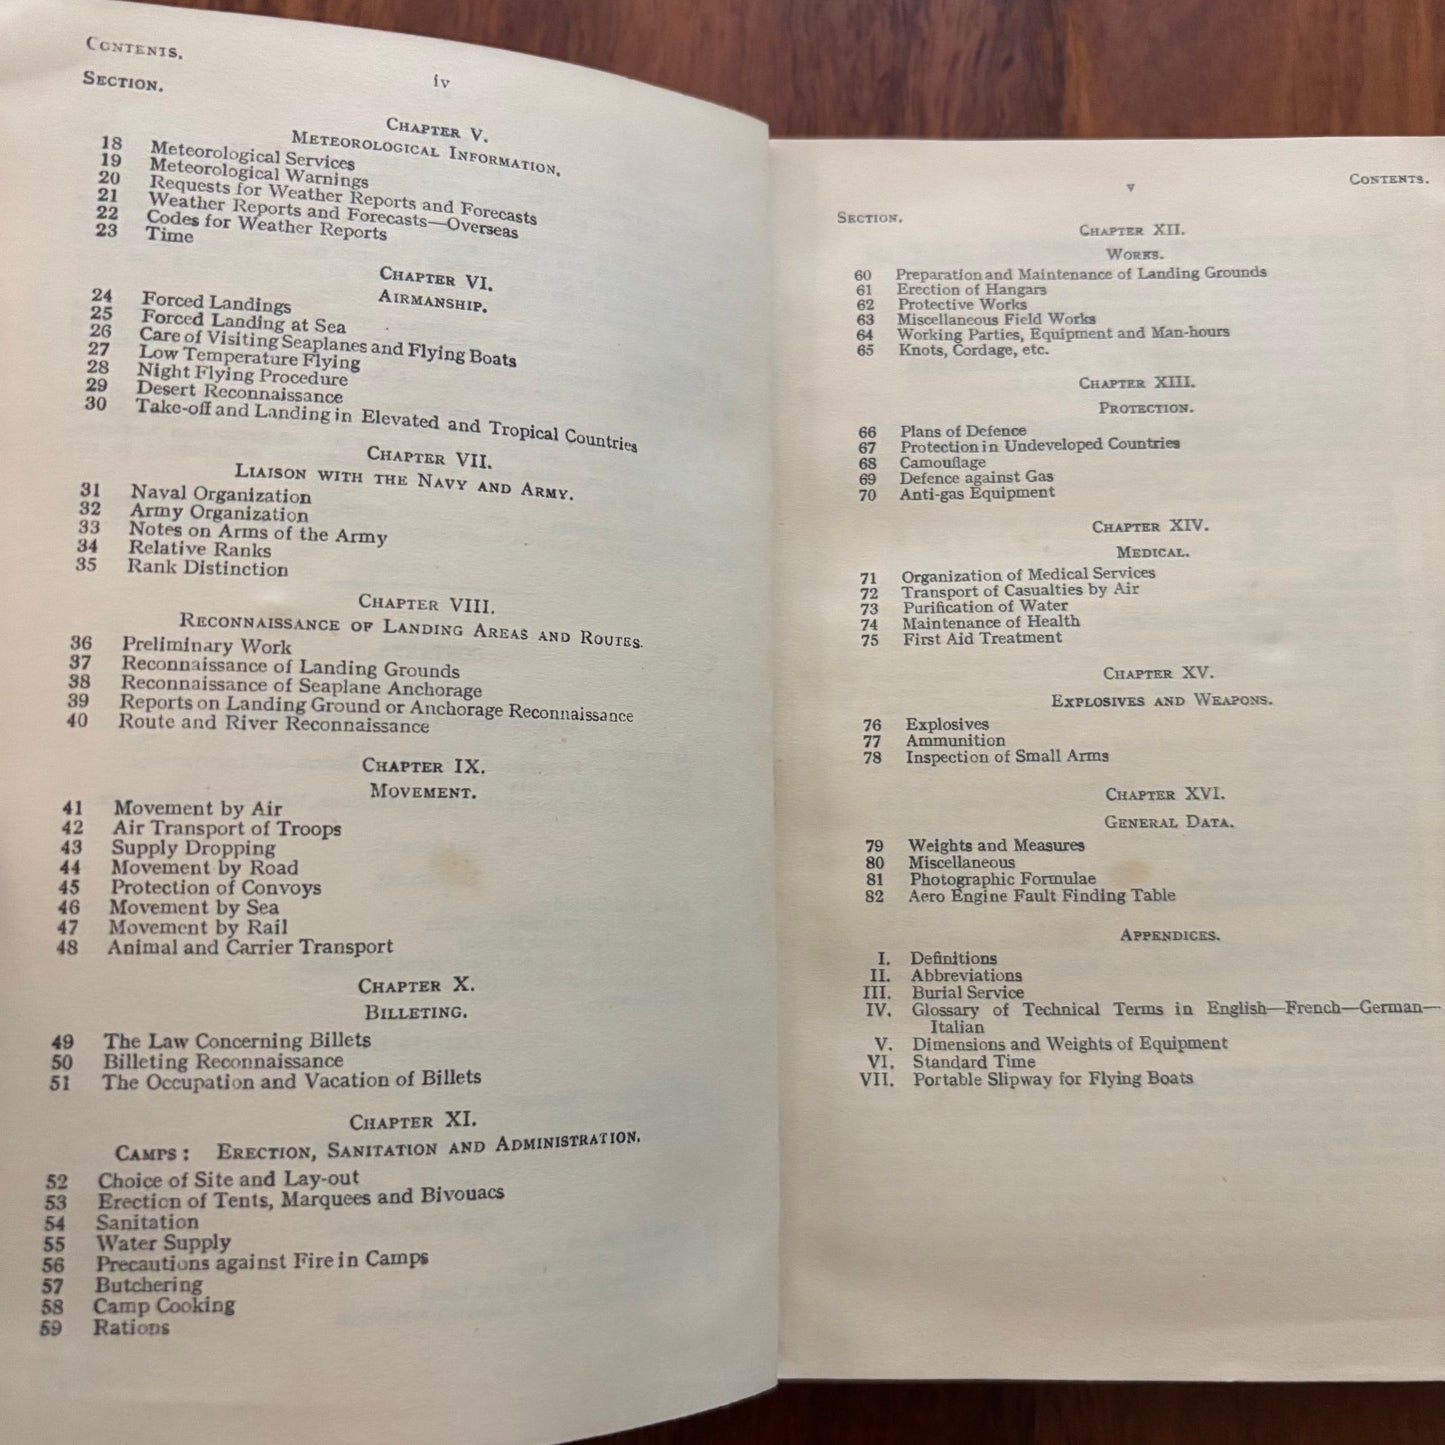 Contents.
iv
Section.
Chapter V.
Meteorological Information.
18 Meteorological Services
19 Meteorological Warnings
20 Requests for Weather Reports and Forecasts
21 Weather Reports and Forecasts—Overseas
22 Codes for Weather Reports
23 Time
Chapter VI.
Airmanship.
24 Forced Landings
25 Forced Landing at Sea
26 Care of Visiting Seaplanes and Flying Boats
27 Low Temperature Flying
28 Night Flying Procedure
29 Desert Reconnaissance
30 Take-off and Landing in Elevated and Tropical Countries
Chapter VII.
Liaison with the Navy and Army.
31 Naval Organization
32 Army Organization
33 Notes on Arms of the Army
34 Relative Ranks
35 Rank Distinction
Chapter VIII.
Reconnaissance of Landing Areas and Routes.
36 Preliminary Work
37 Reconnaissance of Landing Grounds
38 Reconnaissance of Seaplane Anchorage
39 Reports on Landing Ground or Anchorage Reconnaissance
40 Route and River Reconnaissance
Chapter IX.
Movement.
41 Movement by Air
42 Air Transport of Troops
43 Supply Dropping
44 Movement by Road
45 Protection of Convoys
46 Movement by Sea
47 Movement by Rail
48 Animal and Carrier Transport
Chapter X.
Billeting.
49 The Law Concerning Billets
50 Billeting Reconnaissance
51 The Occupation and Vacation of Billets
Chapter XI.
Camps: Erection, Sanitation and Administration.
52 Choice of Site and Lay-out
53 Erection of Tents, Marquees and Bivouacs
54 Sanitation
55 Water Supply
56 Precautions against Fire in Camps
57 Butchering
58 Camp Cooking
59 Rations
v
Contents.
Section.
Chapter XII.
Works.
60 Preparation and Maintenance of Landing Grounds
61 Erection of Hangars
62 Protective Works
63 Miscellaneous Field Works
64 Working Parties, Equipment and Man-hours
65 Knots, Cordage, etc.
Chapter XIII.
Protection.
66 Plans of Defence
67 Protection in Undeveloped Countries
68 Camouflage
69 Defence against Gas
70 Anti-gas Equipment
Chapter XIV.
Medical.
71 Organization of Medical Services
72 Transport of Casualties by Air
73 Purification of Water
74 Maintenance of Health
75 First Aid Treatment
Chapter XV.
Explosives and Weapons.
76 Explosives
77 Ammunition
78 Inspection of Small Arms
Chapter XVI.
General Data.
79 Weights and Measures
80 Miscellaneous
81 Photographic Formulae
82 Aero Engine Fault Finding Table
Appendices.
I. Definitions
II. Abbreviations
III. Burial Service
IV. Glossary of Technical Terms in English—French—German—
Italian
V. Dimensions and Weights of Equipment
VI. Standard Time
VII. Portable Slipway for Flying Boats